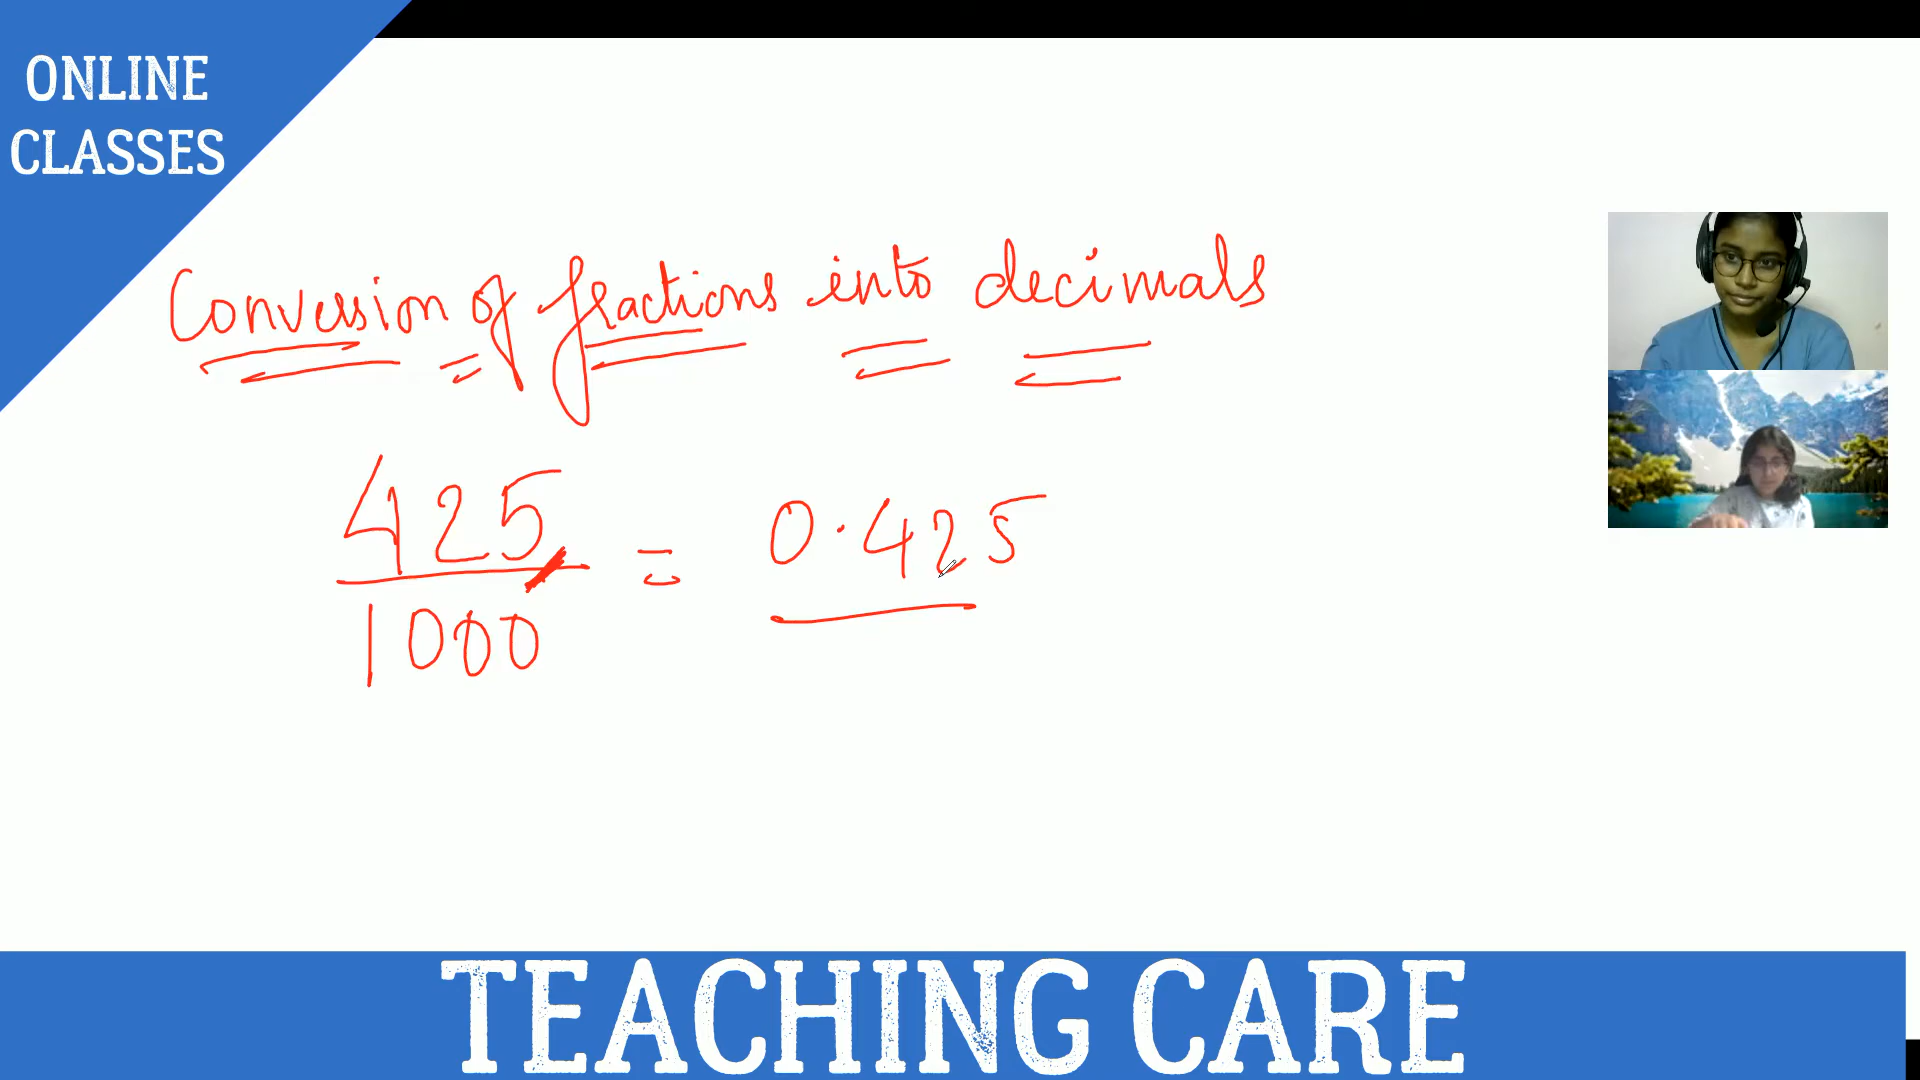 ONLINE
CLASSES
Conversion of fractions into decimals
425/1000 = 0.425
TEACHING CARE